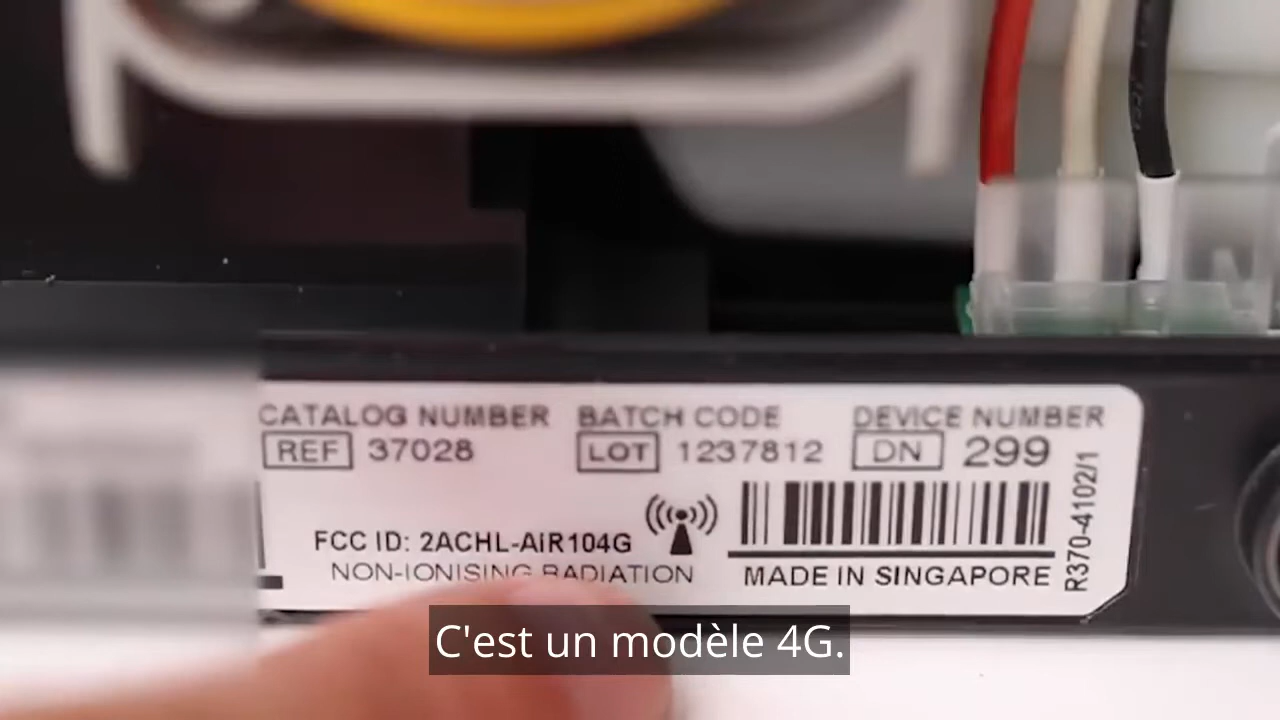 CATALOG NUMBER
REF 37028
BATCH CODE
LOT 1237812
DEVICE NUMBER
DN 299
FCC ID: 2ACHL-AiR104G
NON-IONISING RADIATION
MADE IN SINGAPORE
R370-4102/1
C'est un modèle 4G.